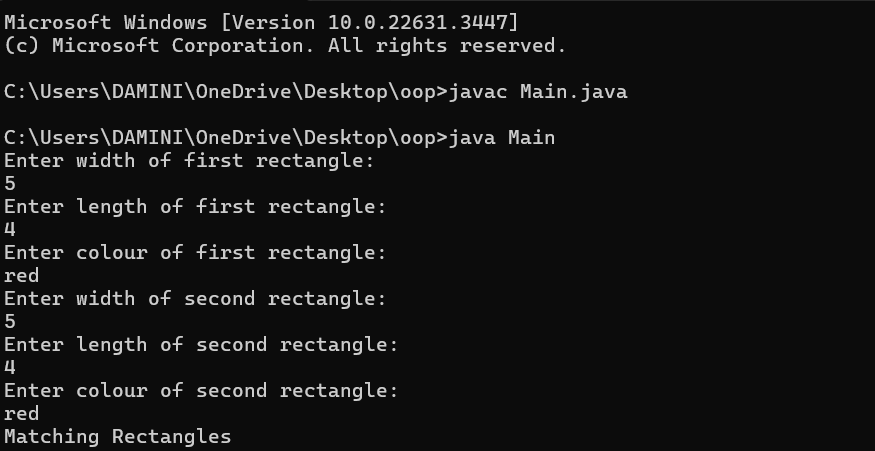 Microsoft Windows [Version 10.0.22631.3447]
(c) Microsoft Corporation. All rights reserved.
C:\Users\DAMINI\OneDrive\Desktop\oop>javac Main.java
C:\Users\DAMINI\OneDrive\Desktop\oop>java Main
Enter width of first rectangle:
5
Enter length of first rectangle:
4
Enter colour of first rectangle:
red
Enter width of second rectangle:
5
Enter length of second rectangle:
4
Enter colour of second rectangle:
red
Matching Rectangles